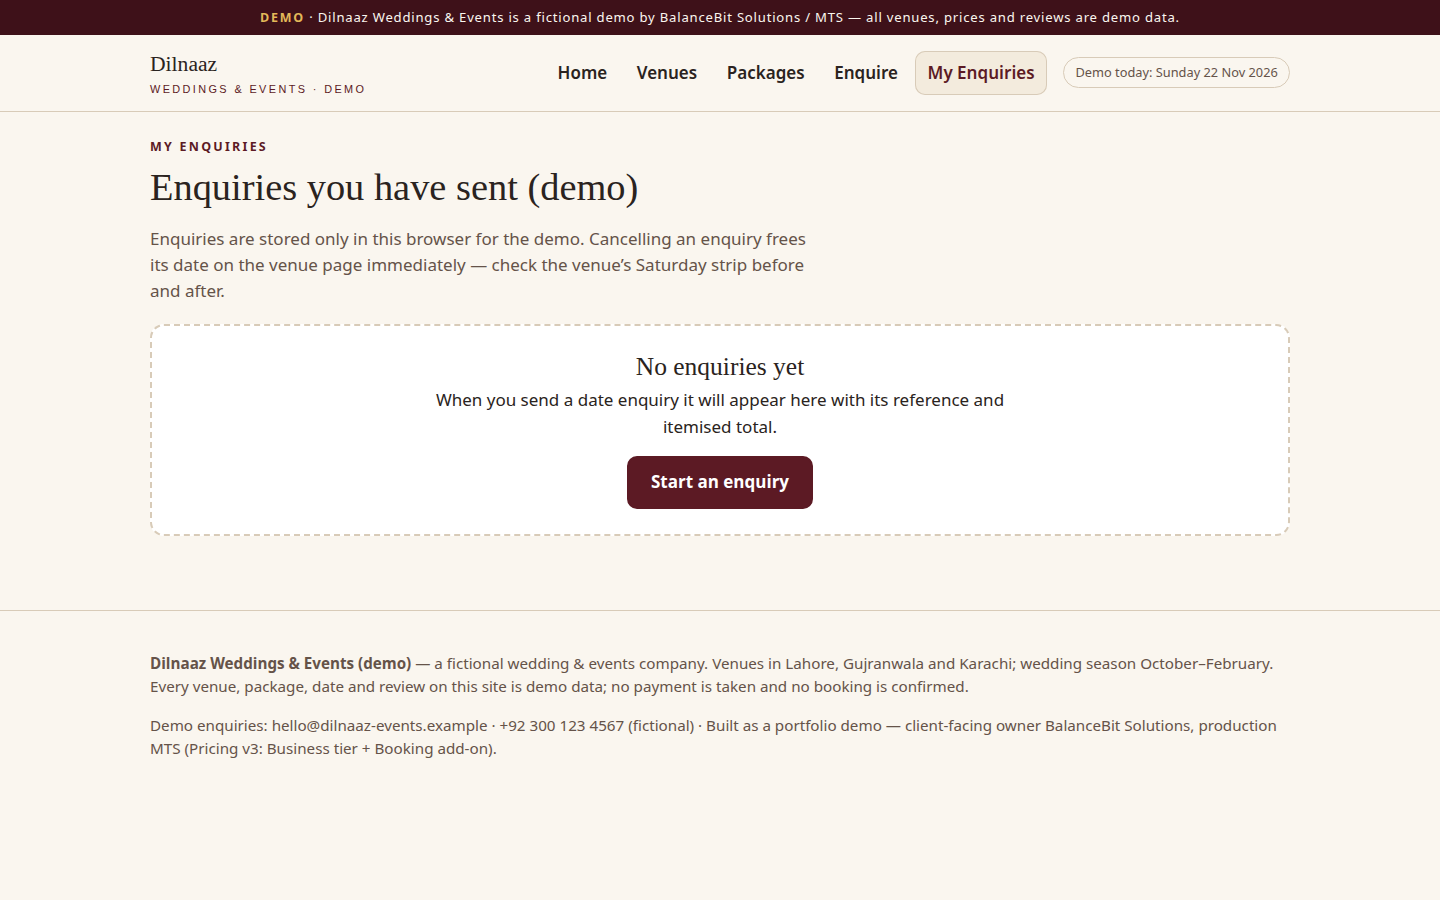 DEMO · Dilnaaz Weddings & Events is a fictional demo by BalanceBit Solutions / MTS — all venues, prices and reviews are demo data.
Dilnaaz
WEDDINGS & EVENTS · DEMO
Home
Venues
Packages
Enquire
My Enquiries
Demo today: Sunday 22 Nov 2026
MY ENQUIRIES
Enquiries you have sent (demo)
Enquiries are stored only in this browser for the demo. Cancelling an enquiry frees
its date on the venue page immediately — check the venue’s Saturday strip before
and after.
No enquiries yet
When you send a date enquiry it will appear here with its reference and
itemised total.
Start an enquiry
Dilnaaz Weddings & Events (demo) — a fictional wedding & events company. Venues in Lahore, Gujranwala and Karachi; wedding season October–February.
Every venue, package, date and review on this site is demo data; no payment is taken and no booking is confirmed.
Demo enquiries: hello@dilnaaz-events.example · +92 300 123 4567 (fictional) · Built as a portfolio demo — client-facing owner BalanceBit Solutions, production
MTS (Pricing v3: Business tier + Booking add-on).